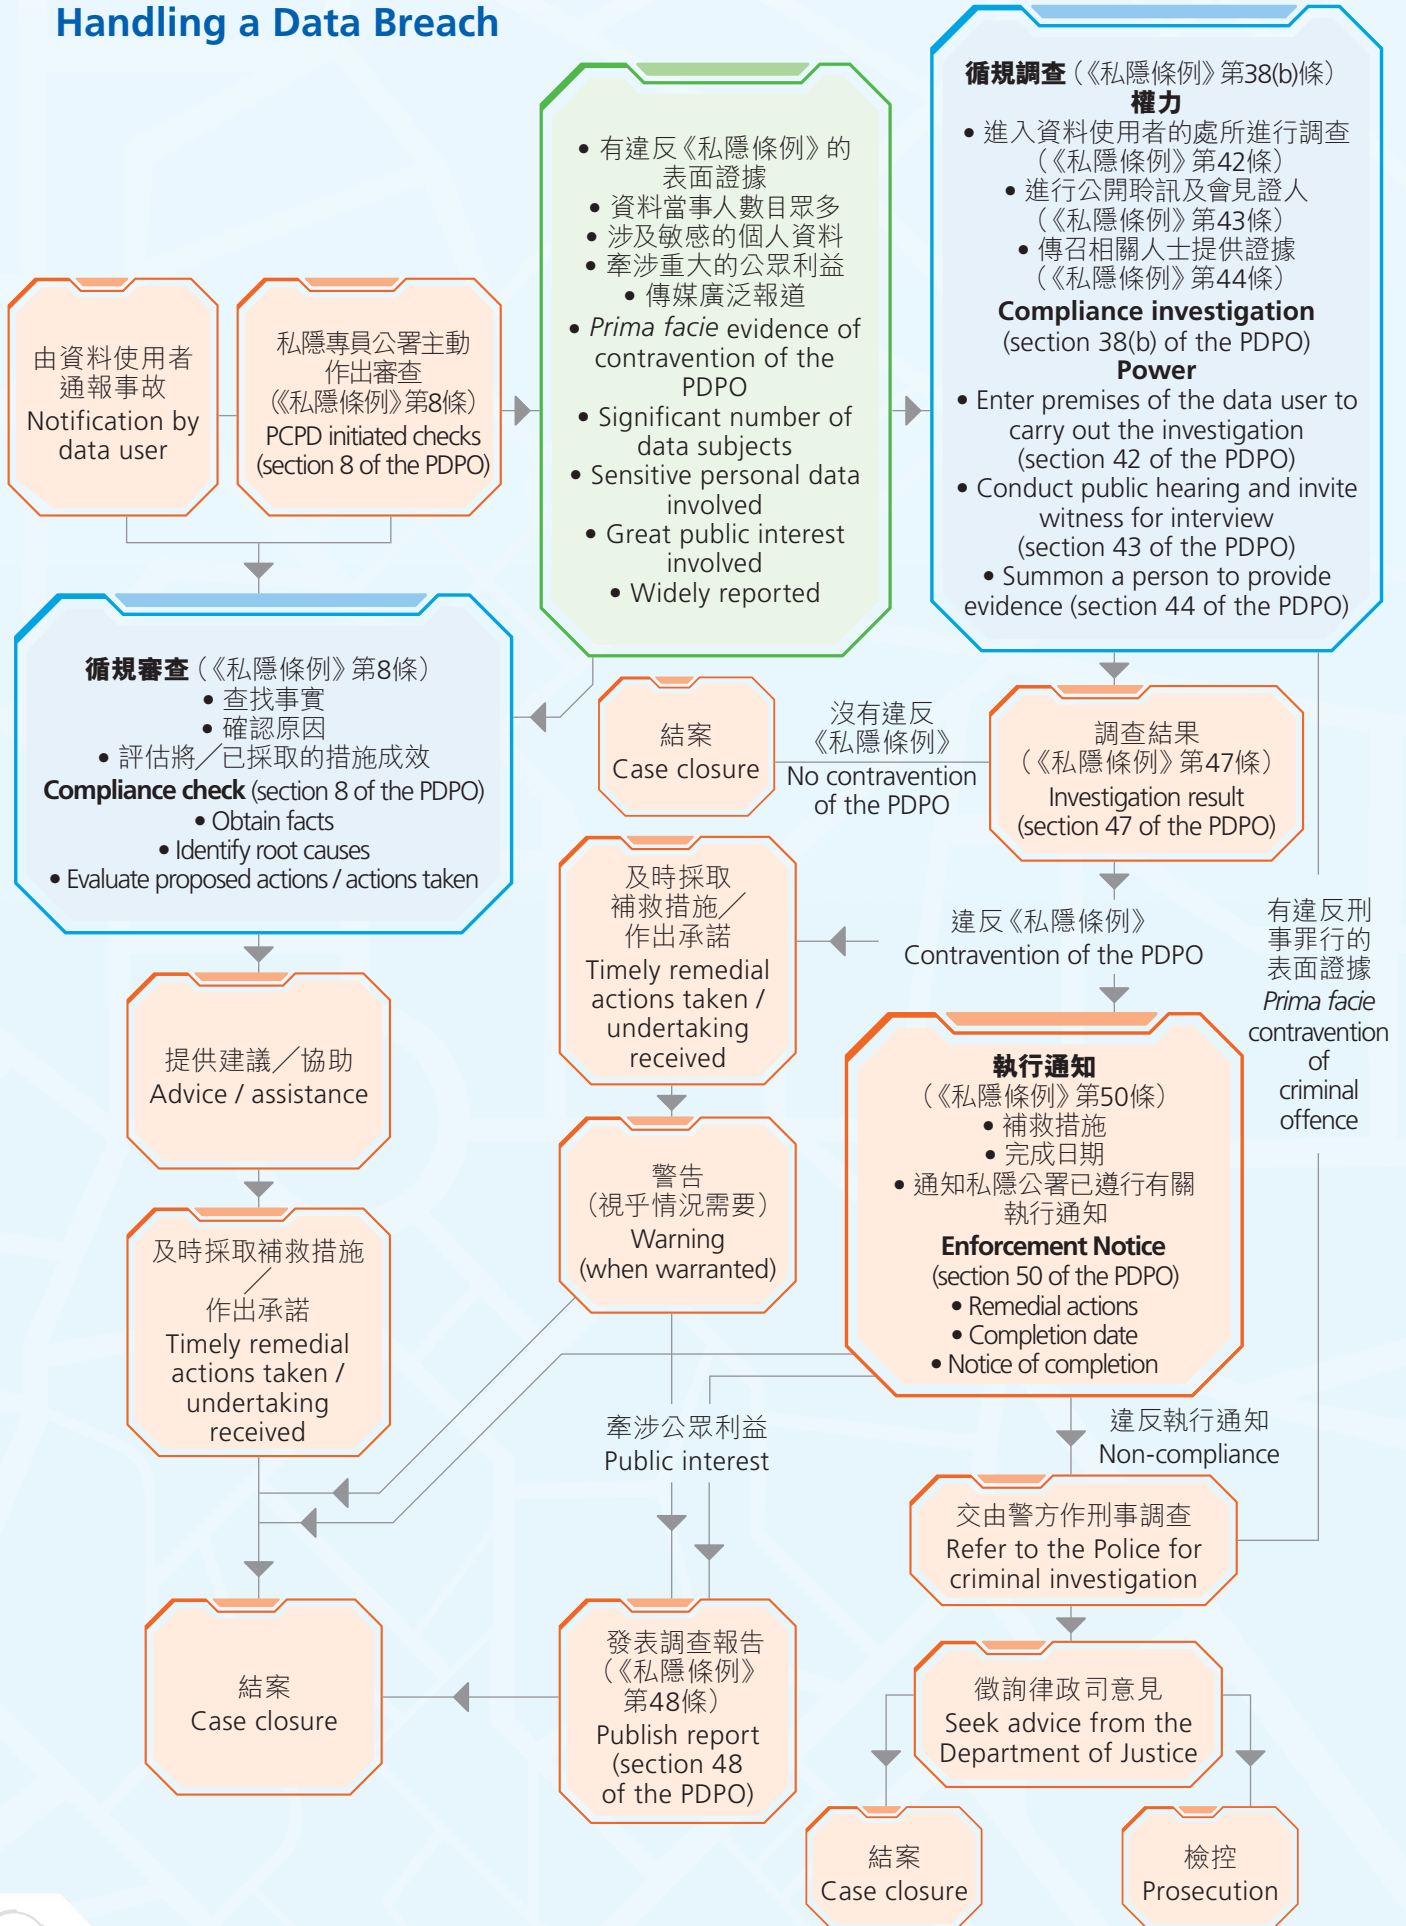 Handling a Data Breach
由資料使用者
通報事故
Notification by
data user
私隱專員公署主動
作出審查
(《私隱條例》第8條)
PCPD initiated checks
(section 8 of the PDPO)
• 有違反《私隱條例》的
表面證據
• 資料當事人數目眾多
• 涉及敏感的個人資料
• 牽涉重大的公眾利益
• 傳媒廣泛報道
• Prima facie evidence of
contravention of the
PDPO
• Significant number of
data subjects
• Sensitive personal data
involved
• Great public interest
involved
• Widely reported
循規調查(《私隱條例》第38(b)條)
權力
• 進入資料使用者的處所進行調查
(《私隱條例》第42條)
• 進行公開聆訊及會見證人
(《私隱條例》第43條)
• 傳召相關人士提供證據
(《私隱條例》第44條)
Compliance investigation
(section 38(b) of the PDPO)
Power
• Enter premises of the data user to
carry out the investigation
(section 42 of the PDPO)
• Conduct public hearing and invite
witness for interview
(section 43 of the PDPO)
• Summon a person to provide
evidence (section 44 of the PDPO)
循規審查(《私隱條例》第8條)
• 查找事實
• 確認原因
• 評估將／已採取的措施成效
Compliance check (section 8 of the PDPO)
• Obtain facts
• Identify root causes
• Evaluate proposed actions / actions taken
結案
Case closure
沒有違反
《私隱條例》
No contravention
of the PDPO
調查結果
(《私隱條例》第47條)
Investigation result
(section 47 of the PDPO)
及時採取
補救措施／
作出承諾
Timely remedial
actions taken /
undertaking
received
違反《私隱條例》
Contravention of the PDPO
有違反刑
事罪行的
表面證據
Prima facie
contravention
of
criminal
offence
提供建議／協助
Advice / assistance
警告
(視乎情況需要)
Warning
(when warranted)
執行通知
(《私隱條例》第50條)
• 補救措施
• 完成日期
• 通知私隱公署已遵行有關
執行通知
Enforcement Notice
(section 50 of the PDPO)
• Remedial actions
• Completion date
• Notice of completion
及時採取補救措施
／
作出承諾
Timely remedial
actions taken /
undertaking
received
牽涉公眾利益
Public interest
違反執行通知
Non-compliance
交由警方作刑事調查
Refer to the Police for
criminal investigation
結案
Case closure
發表調查報告
(《私隱條例》
第48條)
Publish report
(section 48
of the PDPO)
徵詢律政司意見
Seek advice from the
Department of Justice
結案
Case closure
檢控
Prosecution